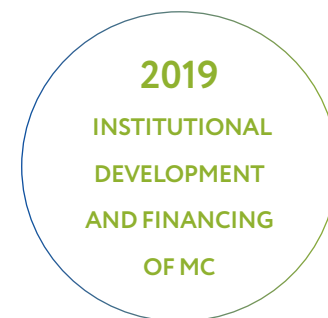 2019
INSTITUTIONAL
DEVELOPMENT
AND FINANCING
OF MC